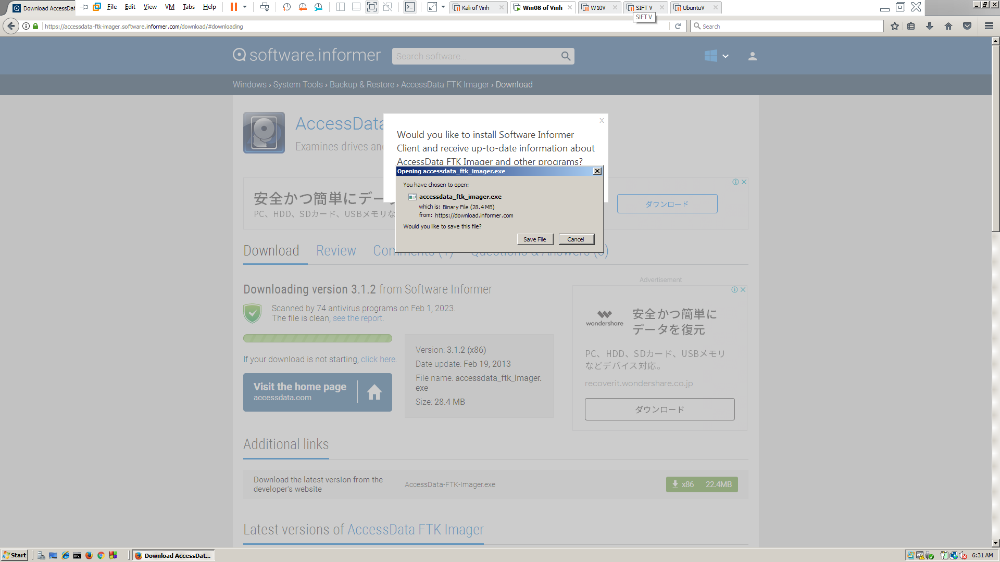 Download AccessDat
File Edit View VM Tabs Help
Kali of Vinh
Win08 of Vinh
W10V
SIFT V
UbuntuV
SIFT V
https://accessdata-ftk-imager.software.informer.com/download/#downloading
Search
software.informer
Search software...
Windows › System Tools › Backup & Restore › AccessData FTK Imager › Download
AccessData
Examines drives and
X
Would you like to install Software Informer
Client and receive up-to-date information about
AccessData FTK Imager and other programs?
Opening accessdata_ftk_imager.exe
You have chosen to open:
accessdata_ftk_imager.exe
which is: Binary File (28.4 MB)
from: https://download.informer.com
Would you like to save this file?
Save File
Cancel
安全かつ簡単にデータ
PC、HDD、SDカード、USBメモリな
ダウンロード
Download
Review
Comments (1)
Questions & Answers (6)
Downloading version 3.1.2 from Software Informer
Scanned by 74 antivirus programs on Feb 1, 2023.
The file is clean, see the report.
If your download is not starting, click here.
Visit the home page
accessdata.com
Version: 3.1.2 (x86)
Date update: Feb 19, 2013
File name: accessdata_ftk_imager.
exe
Size: 28.4 MB
Advertisement
wondershare
安全かつ簡単に
データを復元
PC、HDD、SDカード、USBメモリ
などデバイス対応。
recoverit.wondershare.co.jp
ダウンロード
Additional links
Download the latest version from the
developer's website
AccessData-FTK-Imager.exe
x86 22.4MB
Latest versions of AccessData FTK Imager
Start
Download AccessDat...
6:31 AM